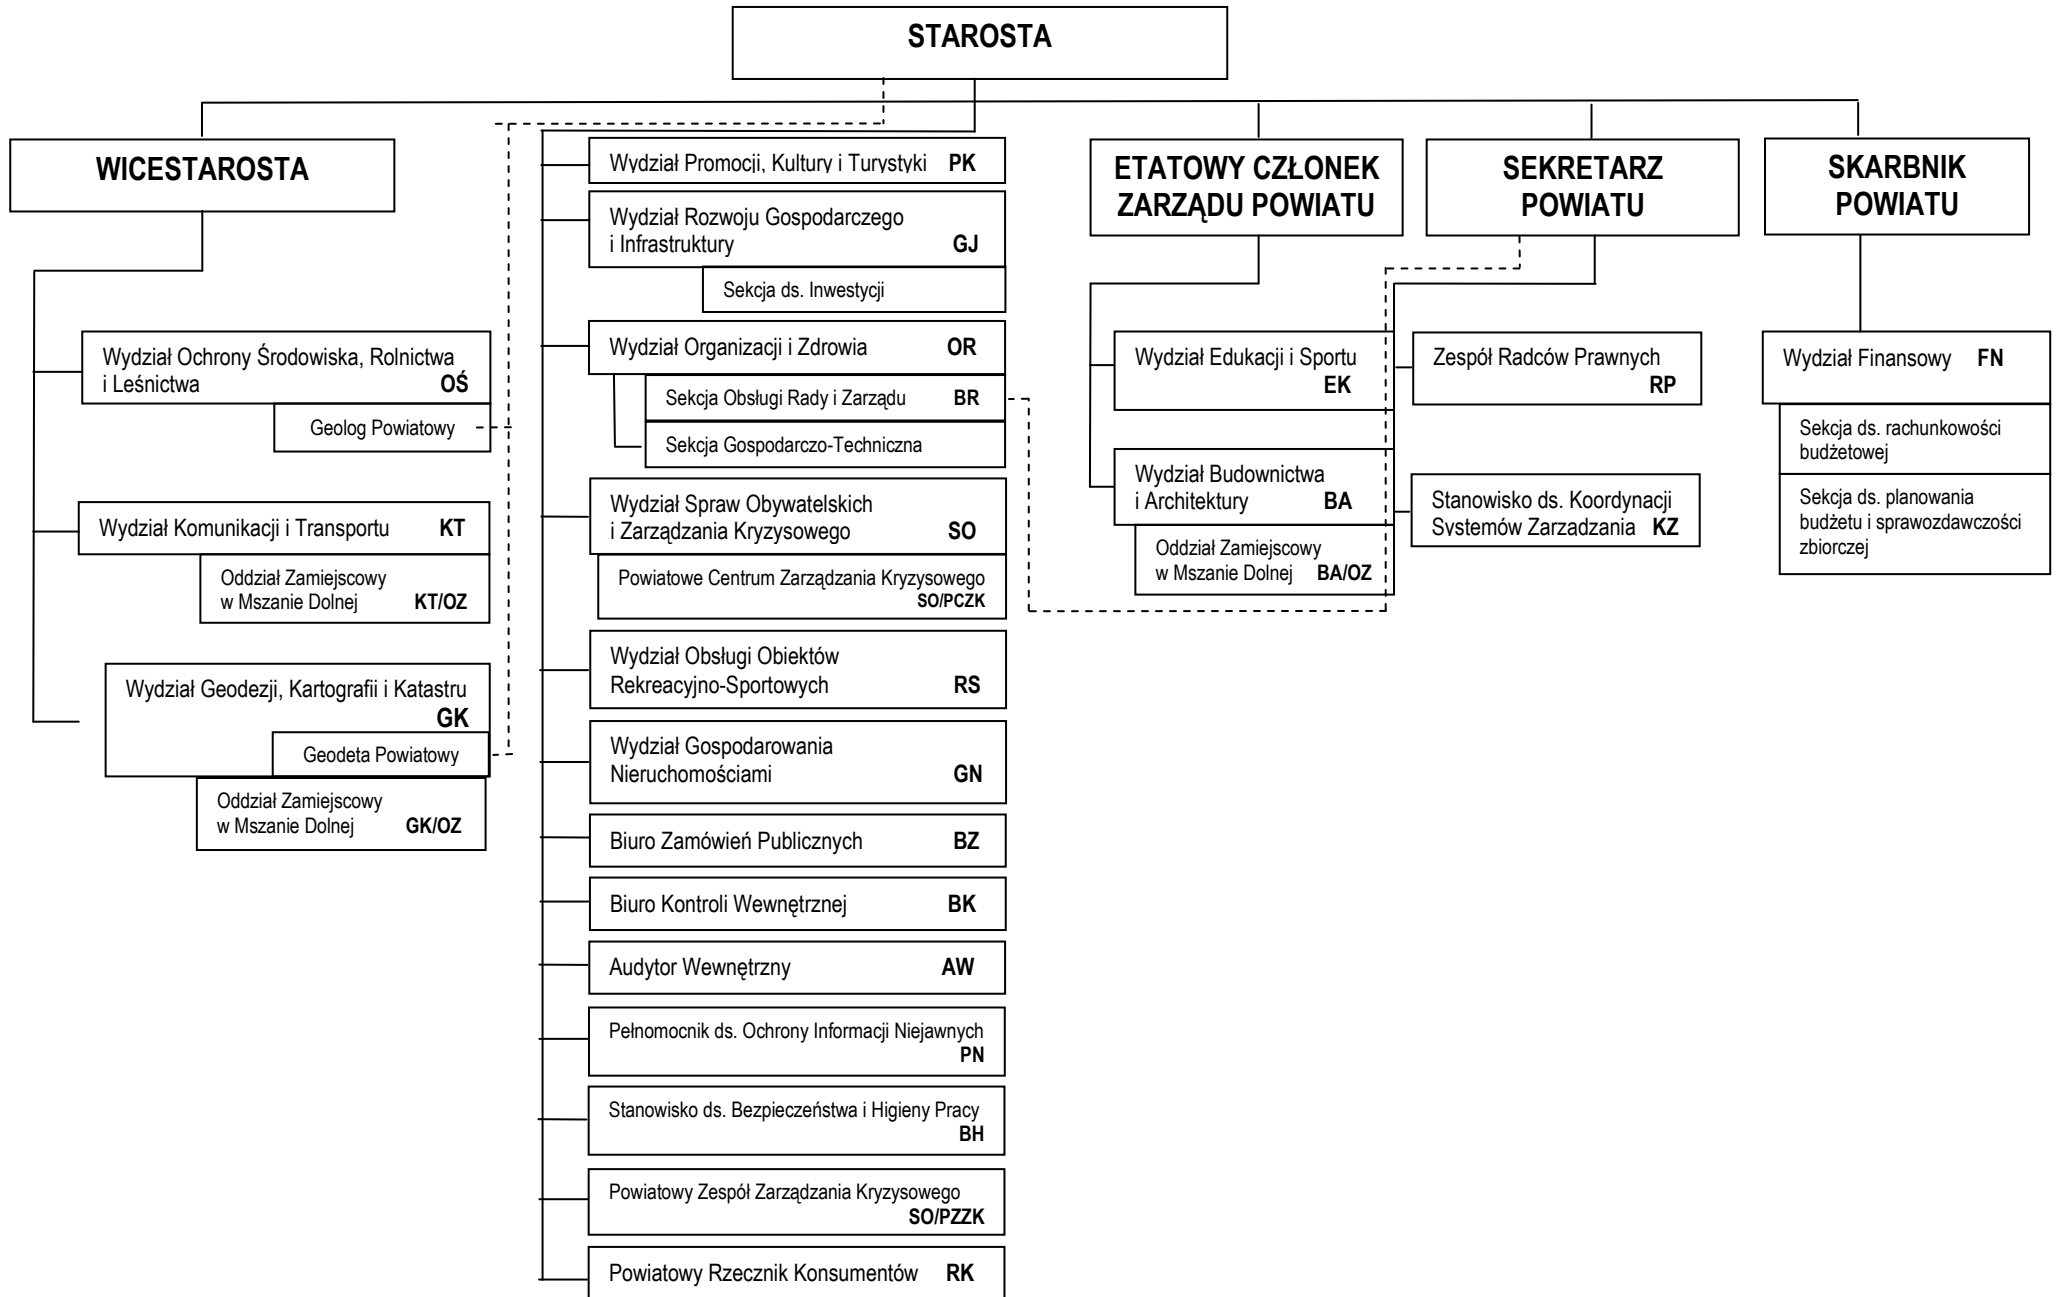 STAROSTA
WICESTAROSTA
Wydział Ochrony Środowiska, Rolnictwa
i Leśnictwa OŚ
Geolog Powiatowy
Wydział Komunikacji i Transportu KT
Oddział Zamiejscowy
w Mszanie Dolnej KT/OZ
Wydział Geodezji, Kartografii i Katastru
GK
Geodeta Powiatowy
Oddział Zamiejscowy
w Mszanie Dolnej GK/OZ
Wydział Promocji, Kultury i Turystyki PK
Wydział Rozwoju Gospodarczego
i Infrastruktury GJ
Sekcja ds. Inwestycji
Wydział Organizacji i Zdrowia OR
Sekcja Obsługi Rady i Zarządu BR
Sekcja Gospodarczo-Techniczna
Wydział Spraw Obywatelskich
i Zarządzania Kryzysowego SO
Powiatowe Centrum Zarządzania Kryzysowego
SO/PCZK
Wydział Obsługi Obiektów
Rekreacyjno-Sportowych RS
Wydział Gospodarowania
Nieruchomościami GN
Biuro Zamówień Publicznych BZ
Biuro Kontroli Wewnętrznej BK
Audytor Wewnętrzny AW
Pełnomocnik ds. Ochrony Informacji Niejawnych
PN
Stanowisko ds. Bezpieczeństwa i Higieny Pracy
BH
Powiatowy Zespół Zarządzania Kryzysowego
SO/PZZK
Powiatowy Rzecznik Konsumentów RK
ETATOWY CZŁONEK
ZARZĄDU POWIATU
Wydział Edukacji i Sportu
EK
Wydział Budownictwa
i Architektury BA
Oddział Zamiejscowy
w Mszanie Dolnej BA/OZ
SEKRETARZ
POWIATU
Zespół Radców Prawnych
RP
Stanowisko ds. Koordynacji
Systemów Zarządzania KZ
SKARBNIK
POWIATU
Wydział Finansowy FN
Sekcja ds. rachunkowości
budżetowej
Sekcja ds. planowania
budżetu i sprawozdawczości
zbiorczej